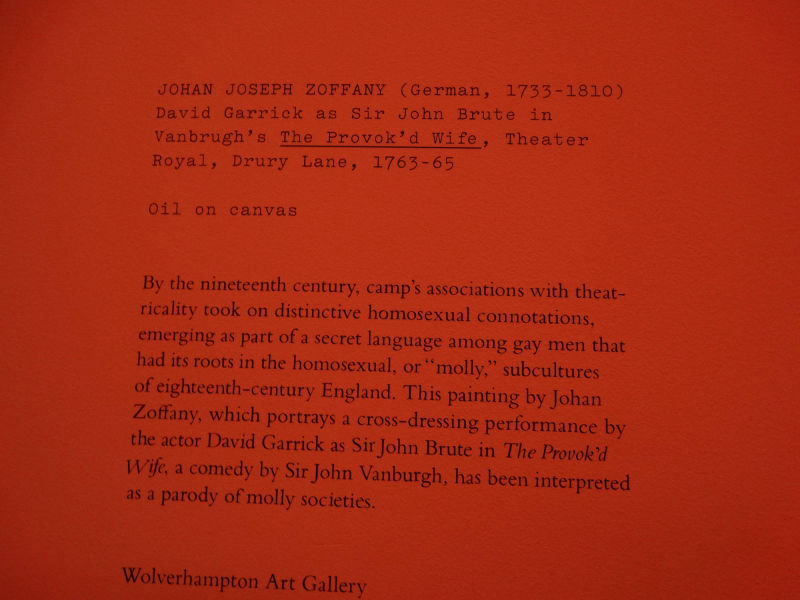 JOHAN JOSEPH ZOFFANY (German, 1733-1810)
David Garrick as Sir John Brute in
Vanbrugh's The Provok'd Wife, Theater
Royal, Drury Lane, 1763-65
Oil on canvas
By the nineteenth century, camp's associations with theat-
ricality took on distinctive homosexual connotations,
emerging as part of a secret language among gay men that
had its roots in the homosexual, or "molly," subcultures
of eighteenth-century England. This painting by Johan
Zoffany, which portrays a cross-dressing performance by
the actor David Garrick as Sir John Brute in The Provok'd
Wife, a comedy by Sir John Vanburgh, has been interpreted
as a parody of molly societies.
Wolverhampton Art Gallery